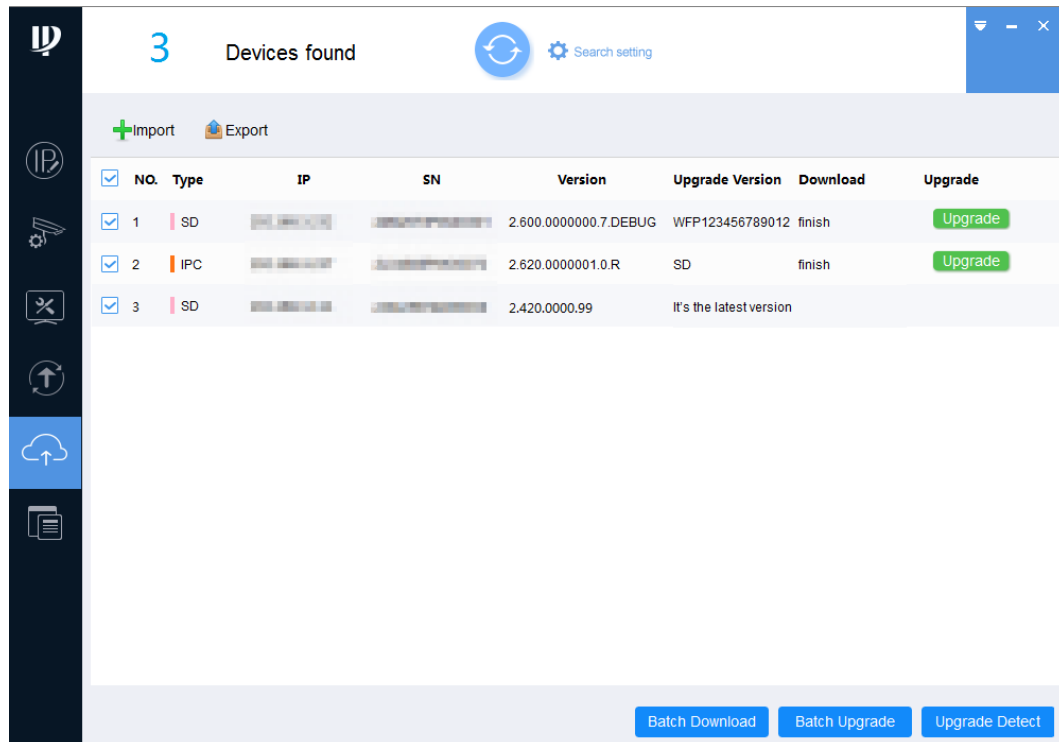 3 Devices found Search setting
Import Export
NO. Type IP SN Version Upgrade Version Download Upgrade
1 SD 2.600.0000000.7.DEBUG WFP123456789012 finish Upgrade
2 IPC 2.620.0000001.0.R SD finish Upgrade
3 SD 2.420.0000.99 It's the latest version
Batch Download Batch Upgrade Upgrade Detect